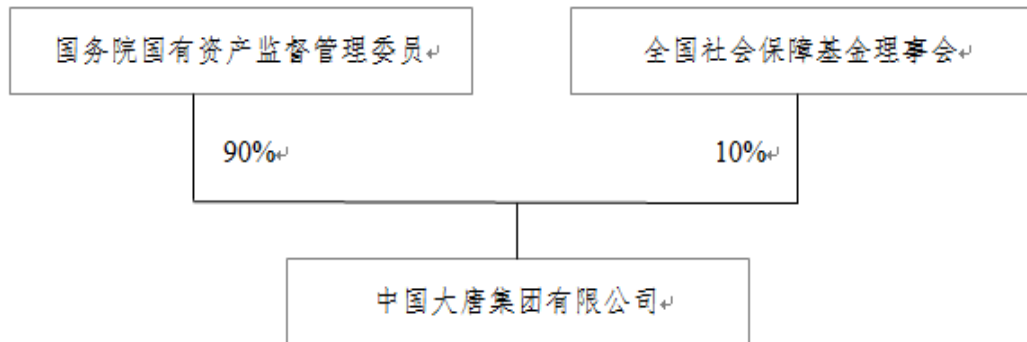 国务院国有资产监督管理委员
全国社会保障基金理事会
90%
10%
中国大唐集团有限公司